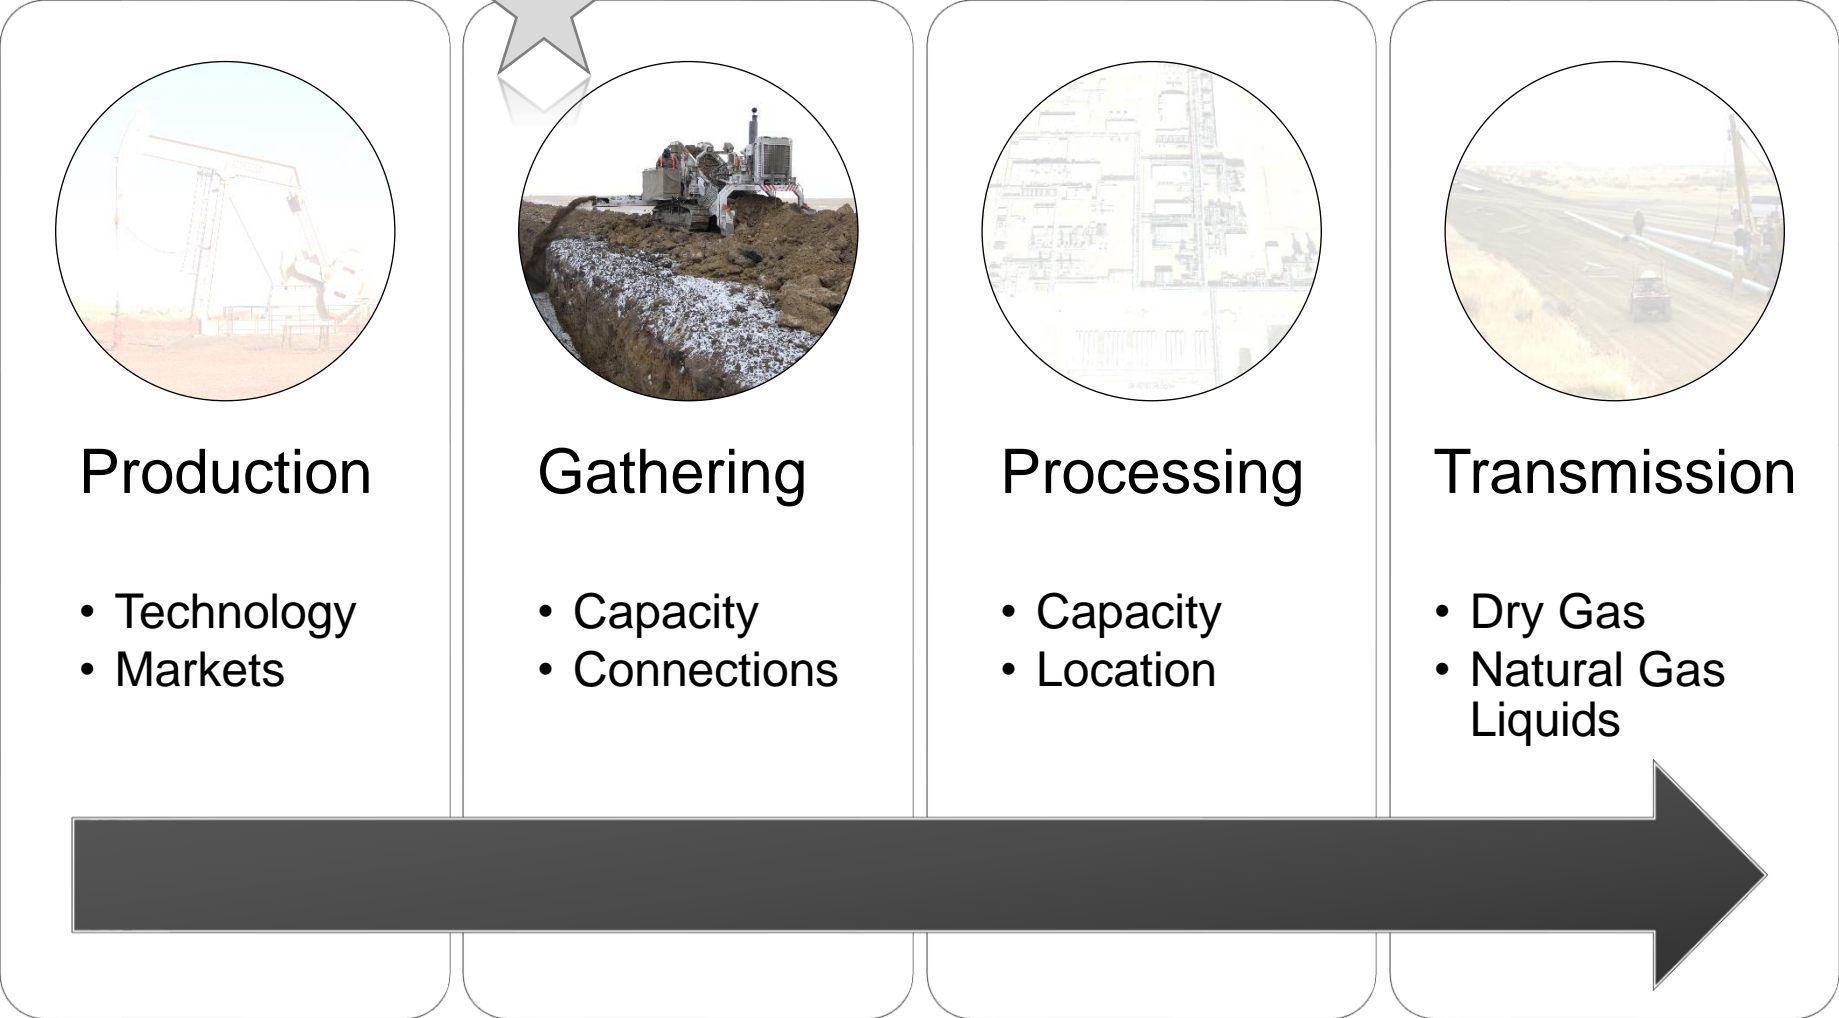 Production
• Technology
• Markets
Gathering
• Capacity
• Connections
Processing
• Capacity
• Location
Transmission
• Dry Gas
• Natural Gas
Liquids